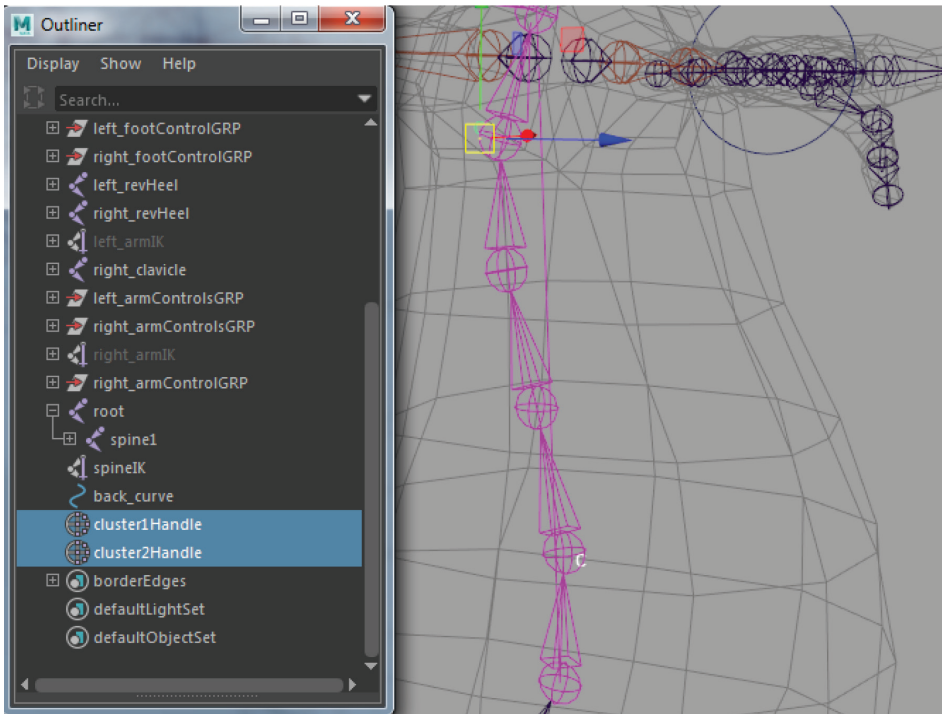 Outliner
Display Show Help
Search...
left_footControlGRP
right_footControlGRP
left_revHeel
right_revHeel
left_armIK
right_clavicle
left_armControlsGRP
right_armControlsGRP
right_armIK
right_armControlGRP
root
spine1
spineIK
back_curve
cluster1Handle
cluster2Handle
borderEdges
defaultLightSet
defaultObjectSet
C